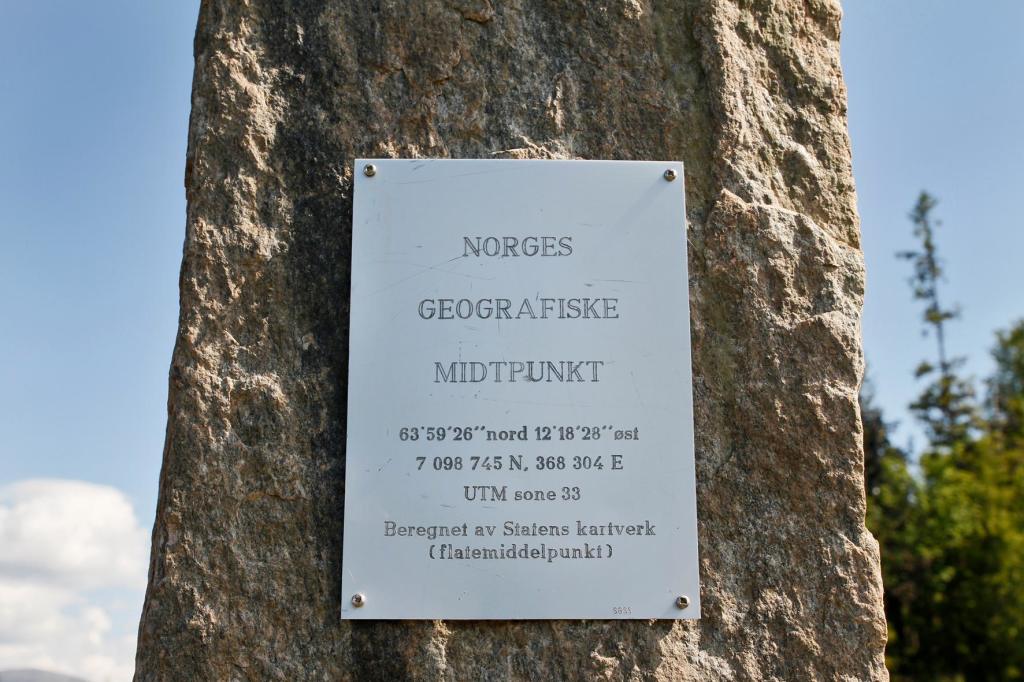 NORGES
GEOGRAFISKE
MIDTPUNKT
63°59'26''nord 12°18'28''øst
7 098 745 N, 368 304 E
UTM sone 33
Beregnet av Statens kartverk
(flatemiddelpunkt)